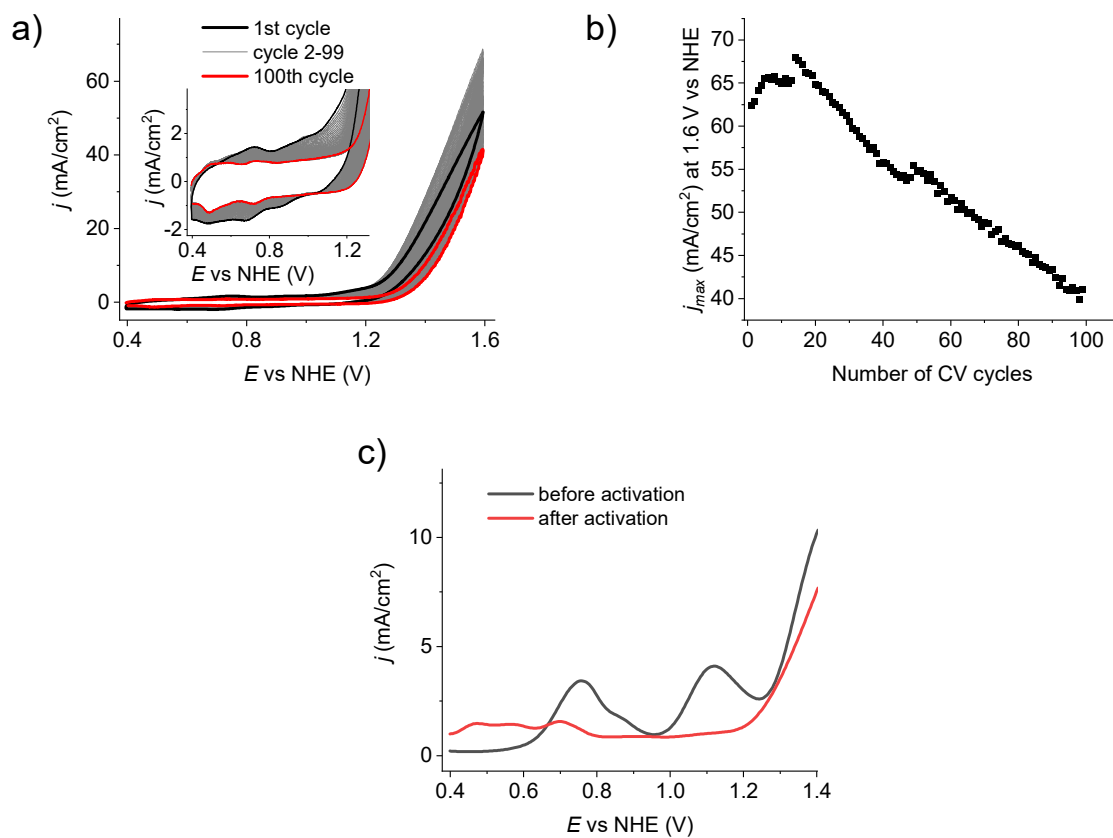 a)
1st cycle
cycle 2-99
100th cycle
60
40
20
0
j (mA/cm²)
0.4
0.8
1.2
1.6
E vs NHE (V)
2
0
-2
j (mA/cm²)
0.4
0.8
1.2
E vs NHE (V)
b)
70
65
60
55
50
45
40
jmax (mA/cm²) at 1.6 V vs NHE
0
20
40
60
80
100
Number of CV cycles
c)
before activation
after activation
10
5
0
j (mA/cm²)
0.4
0.6
0.8
1.0
1.2
1.4
E vs NHE (V)